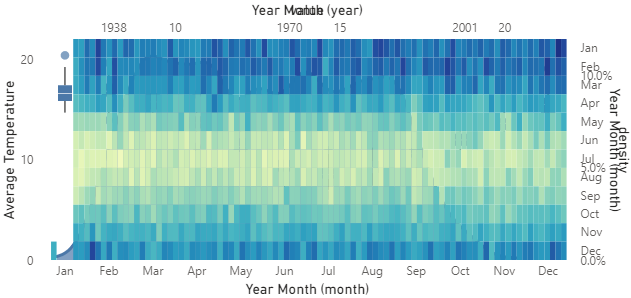 Year Month (year)
value
1938 10 1970 15 2001 20
20
10
0
Average Temperature
Jan
Feb
10.0%
Mar
Apr
May
Jun
Jul
5.0%
Aug
Sep
Oct
Nov
Dec
0.0%
Year Month (month)
density
Jan Feb Mar Apr May Jun Jul Aug Sep Oct Nov Dec
Year Month (month)